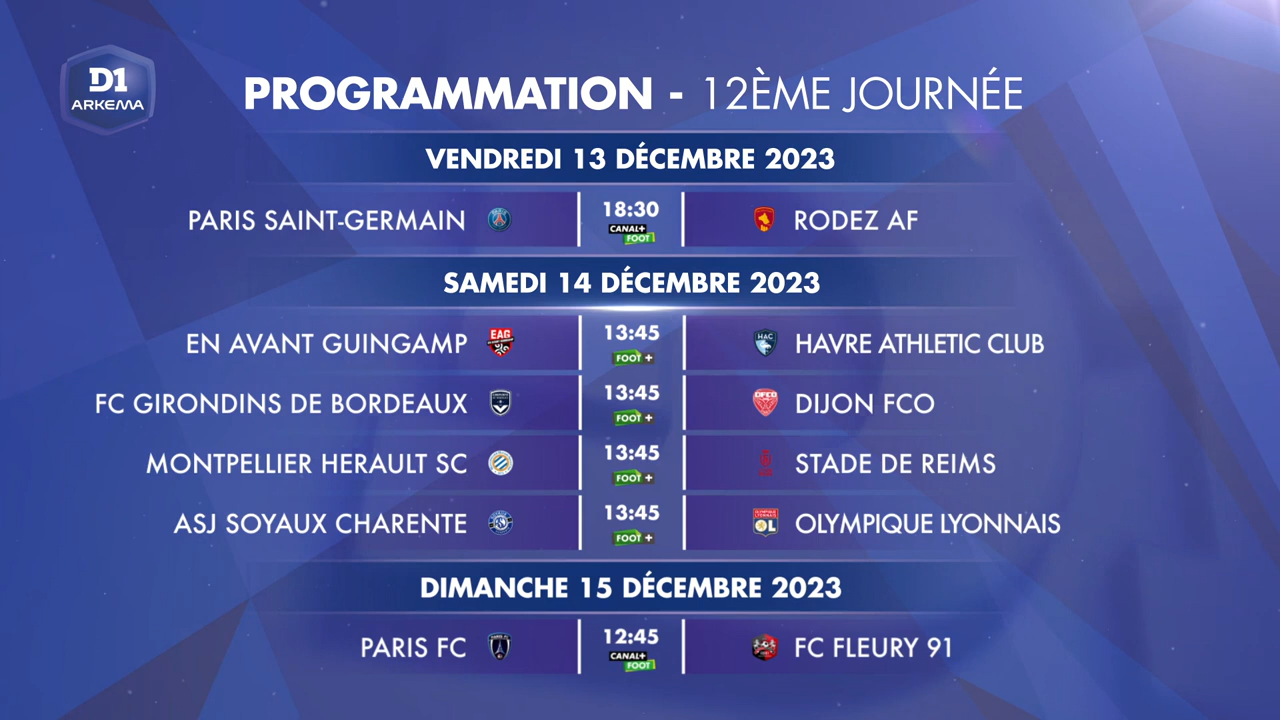 D1
ARKEMA
PROGRAMMATION - 12ÈME JOURNÉE
VENDREDI 13 DÉCEMBRE 2023
PARIS SAINT-GERMAIN 18:30 RODEZ AF
CANAL+
FOOT
SAMEDI 14 DÉCEMBRE 2023
EN AVANT GUINGAMP EAG 13:45 HAC HAVRE ATHLETIC CLUB
FOOT +
FC GIRONDINS DE BORDEAUX 13:45 DFCO DIJON FCO
FOOT +
MONTPELLIER HERAULT SC 13:45 STADE DE REIMS
FOOT +
ASJ SOYAUX CHARENTE 13:45 OL OLYMPIQUE LYONNAIS
FOOT +
DIMANCHE 15 DÉCEMBRE 2023
PARIS FC 12:45 FC FLEURY 91
CANAL+
FOOT